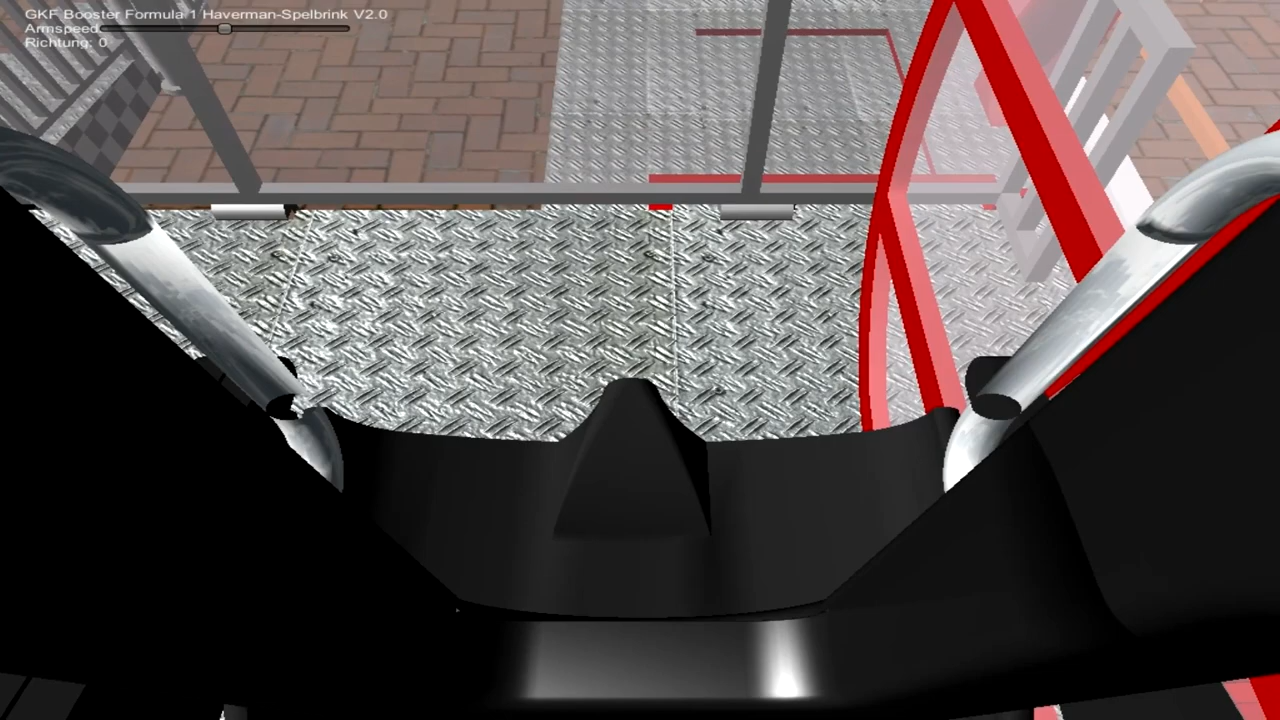 GKF Booster Formula 1 Haverman-Spelbrink V2.0
Armspeed
Richtung: 0